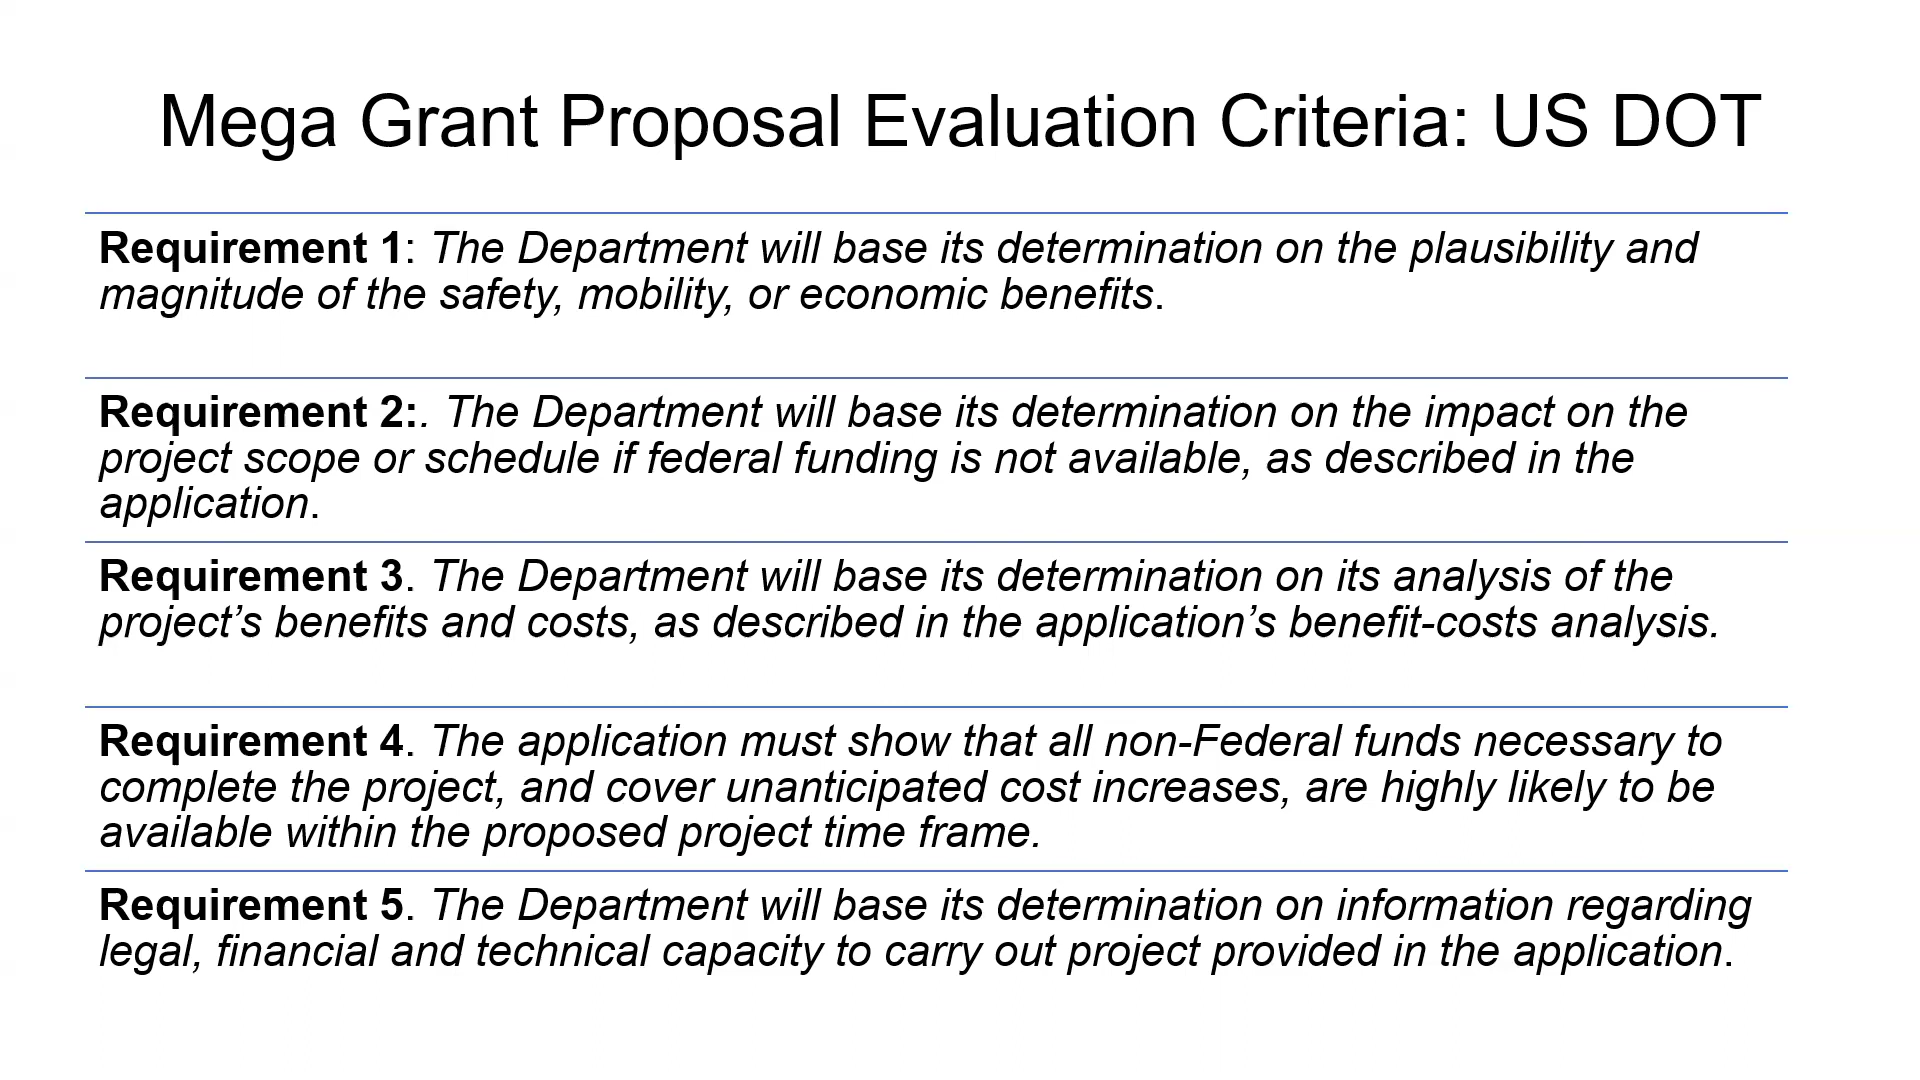 Mega Grant Proposal Evaluation Criteria: US DOT
Requirement 1: The Department will base its determination on the plausibility and
magnitude of the safety, mobility, or economic benefits.
Requirement 2:. The Department will base its determination on the impact on the
project scope or schedule if federal funding is not available, as described in the
application.
Requirement 3. The Department will base its determination on its analysis of the
project’s benefits and costs, as described in the application’s benefit-costs analysis.
Requirement 4. The application must show that all non-Federal funds necessary to
complete the project, and cover unanticipated cost increases, are highly likely to be
available within the proposed project time frame.
Requirement 5. The Department will base its determination on information regarding
legal, financial and technical capacity to carry out project provided in the application.